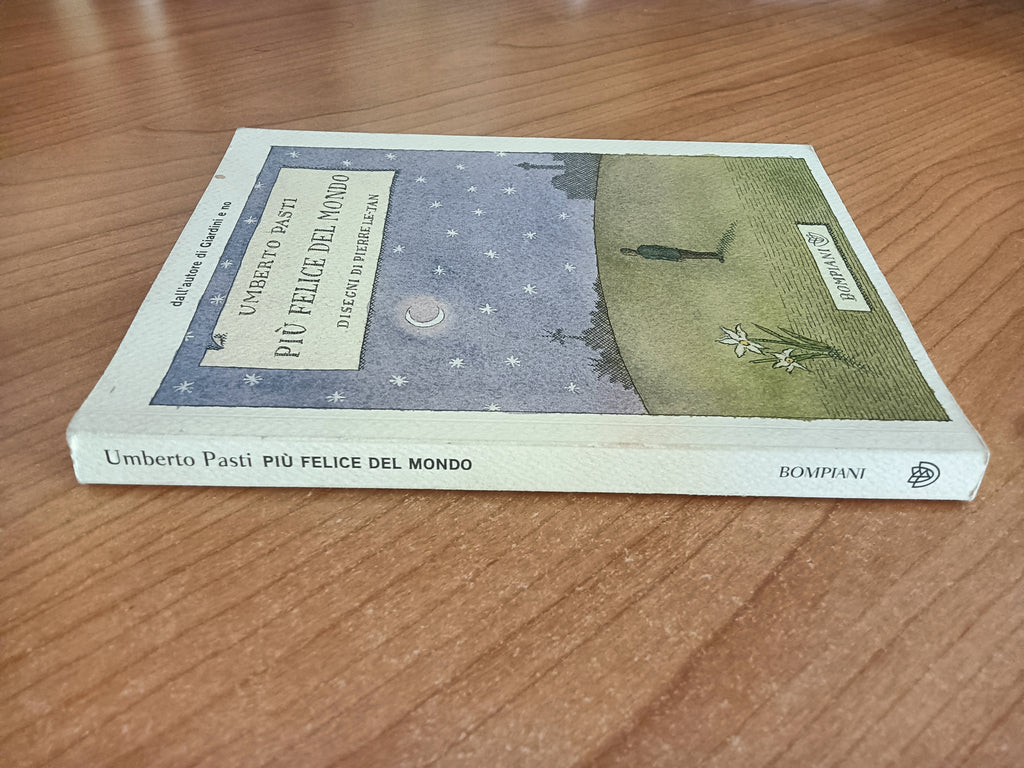 dall'autore di Giardini e no
UMBERTO PASTI
PIÙ FELICE DEL MONDO
DISEGNI DI PIERRE LE-TAN
BOMPIANI
Umberto Pasti PIÙ FELICE DEL MONDO BOMPIANI